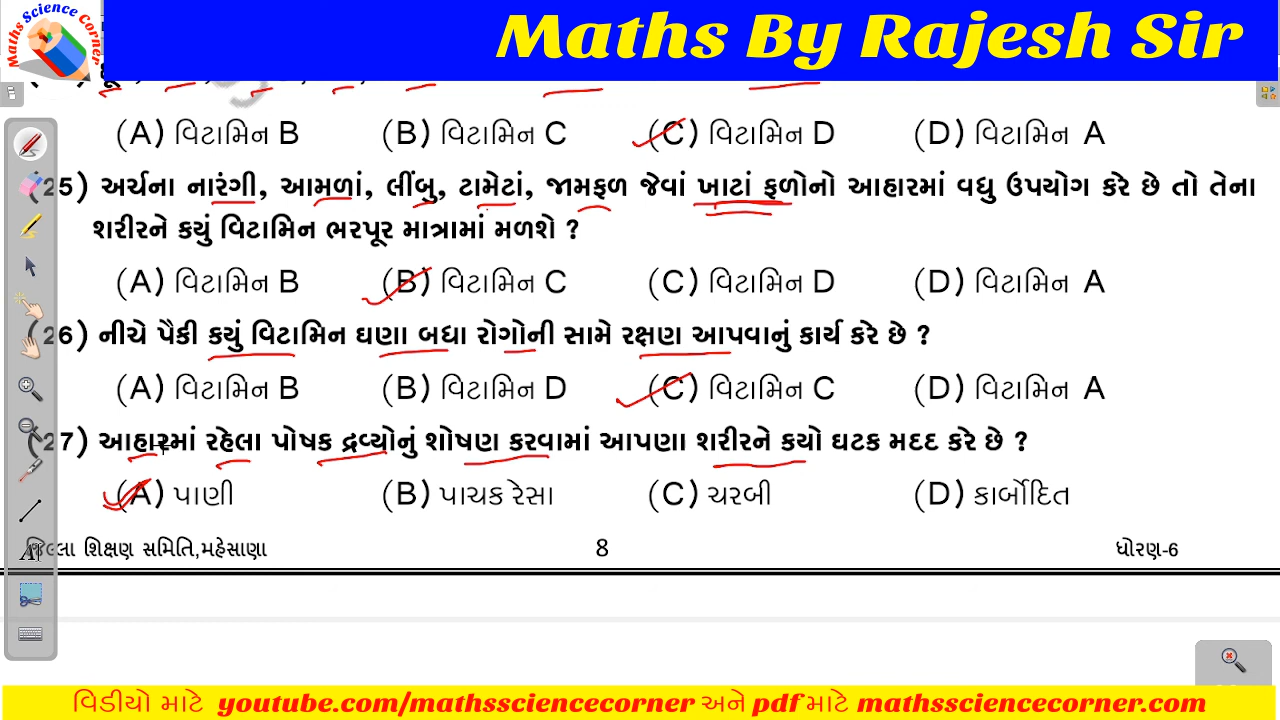 Maths Science Corner
Maths By Rajesh Sir
(A) વિટામિન B (B) વિટામિન C (C) વિટામિન D (D) વિટામિન A
(25) અર્ચના નારંગી, આમળાં, લીંબુ, ટામેટાં, જામફળ જેવાં ખાટાં ફળોનો આહારમાં વધુ ઉપયોગ કરે છે તો તેના
શરીરને કયું વિટામિન ભરપૂર માત્રામાં મળશે ?
(A) વિટામિન B (B) વિટામિન C (C) વિટામિન D (D) વિટામિન A
(26) નીચે પૈકી કયું વિટામિન ઘણા બધા રોગોની સામે રક્ષણ આપવાનું કાર્ય કરે છે ?
(A) વિટામિન B (B) વિટામિન D (C) વિટામિન C (D) વિટામિન A
(27) આહારમાં રહેલા પોષક દ્રવ્યોનું શોષણ કરવામાં આપણા શરીરને કયો ઘટક મદદ કરે છે ?
(A) પાણી (B) પાચક રેસા (C) ચરબી (D) કાર્બોદિત
જિલ્લા શિક્ષણ સમિતિ,મહેસાણા 8 ધોરણ-6
વિડીયો માટે youtube.com/mathssciencecorner અને pdf માટે mathssciencecorner.com